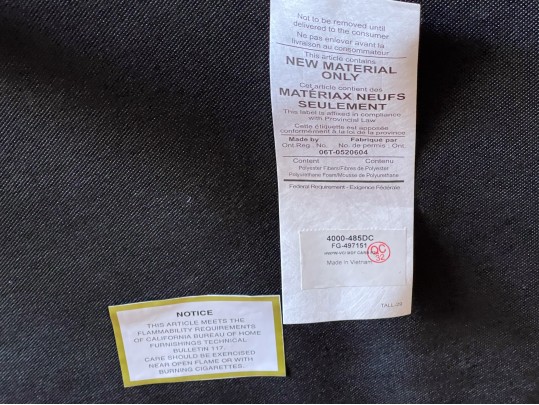 Not to be removed until
delivered to the consumer
Ne pas enlever avant la
livraison au consommateur
This article contains
NEW MATERIAL
ONLY
Cet article contient des
MATÉRIAX NEUFS
SEULEMENT
This label is affixed in compliance
with Provincial Law
Cette étiquette est apposée
conformément à la loi de la province
Made by Fabriqué par
Ont.Reg. No. No. de permis : Ont.
06T-0520604
Content Contenu
Polyester Fibers/Fibres de Polyester
Polyurethane Foam/Mousse de Polyurethane
Federal Requirement - Exigence Fédérale
4000-485DC
FG-497151
Made in Vietnam
QC
32
NOTICE
THIS ARTICLE MEETS THE
FLAMMABILITY REQUIREMENTS
OF CALIFORNIA BUREAU OF HOME
FURNISHINGS TECHNICAL
BULLETIN 117.
CARE SHOULD BE EXERCISED
NEAR OPEN FLAME OR WITH
BURNING CIGARETTES.